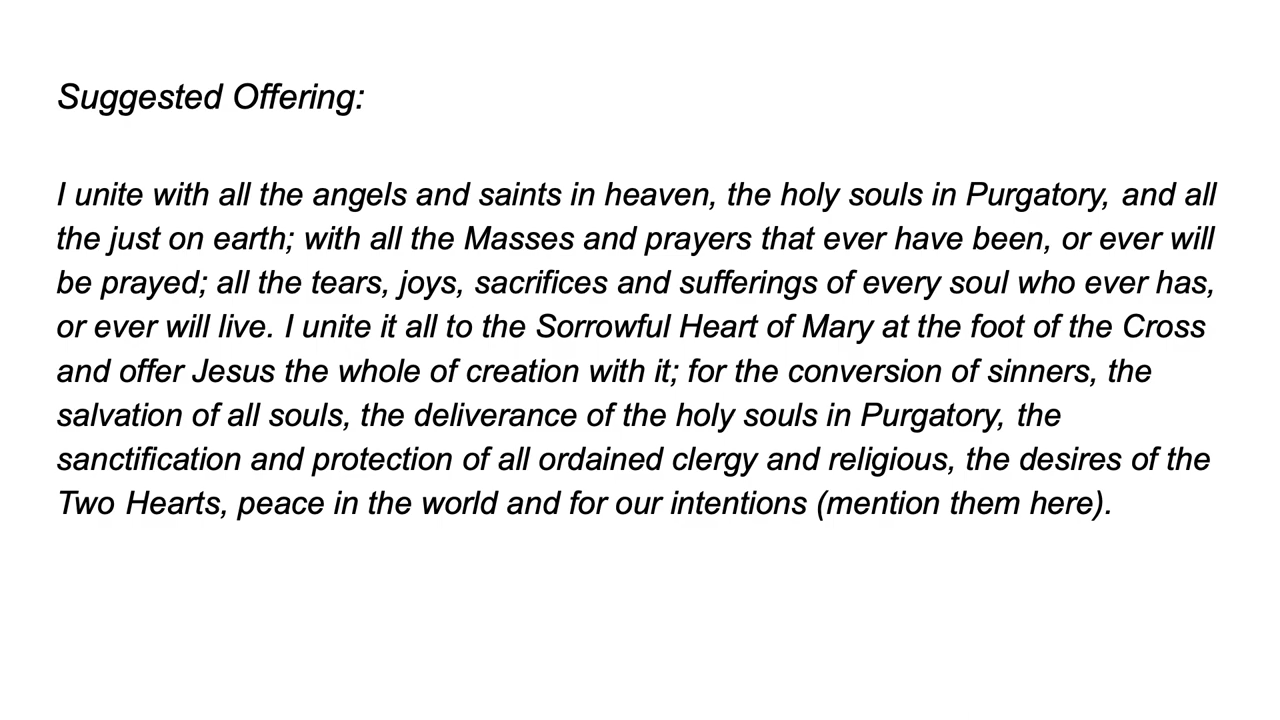 Suggested Offering:
I unite with all the angels and saints in heaven, the holy souls in Purgatory, and all
the just on earth; with all the Masses and prayers that ever have been, or ever will
be prayed; all the tears, joys, sacrifices and sufferings of every soul who ever has,
or ever will live. I unite it all to the Sorrowful Heart of Mary at the foot of the Cross
and offer Jesus the whole of creation with it; for the conversion of sinners, the
salvation of all souls, the deliverance of the holy souls in Purgatory, the
sanctification and protection of all ordained clergy and religious, the desires of the
Two Hearts, peace in the world and for our intentions (mention them here).